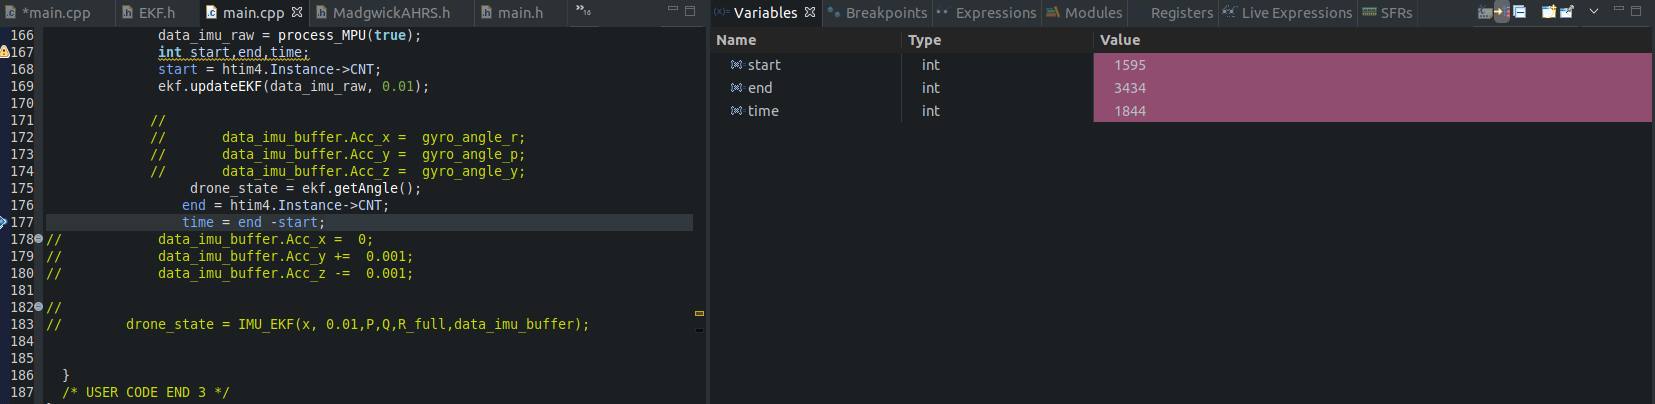 *main.cpp EKF.h main.cpp MadgwickAHRS.h main.h »16
166 data_imu_raw = process_MPU(true);
167 int start,end,time;
168 start = htim4.Instance->CNT;
169 ekf.updateEKF(data_imu_raw, 0.01);
170
171 //
172 // data_imu_buffer.Acc_x = gyro_angle_r;
173 // data_imu_buffer.Acc_y = gyro_angle_p;
174 // data_imu_buffer.Acc_z = gyro_angle_y;
175 drone_state = ekf.getAngle();
176 end = htim4.Instance->CNT;
177 time = end -start;
178 // data_imu_buffer.Acc_x = 0;
179 // data_imu_buffer.Acc_y += 0.001;
180 // data_imu_buffer.Acc_z -= 0.001;
181
182 //
183 // drone_state = IMU_EKF(x, 0.01,P,Q,R_full,data_imu_buffer);
184
185
186 }
187 /* USER CODE END 3 */
(x)= Variables Breakpoints Expressions Modules Registers Live Expressions SFRs
Name Type Value
start int 1595
end int 3434
time int 1844